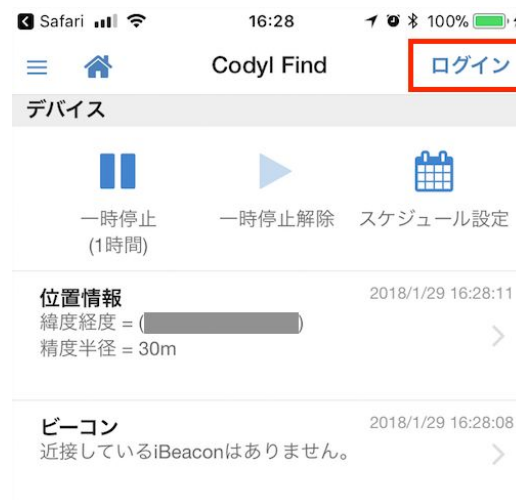 Safari 16:28 100%
Codyl Find ログイン
デバイス
一時停止 一時停止解除 スケジュール設定
(1時間)
位置情報 2018/1/29 16:28:11
緯度経度 = ( )
精度半径 = 30m
ビーコン 2018/1/29 16:28:08
近接しているiBeaconはありません。